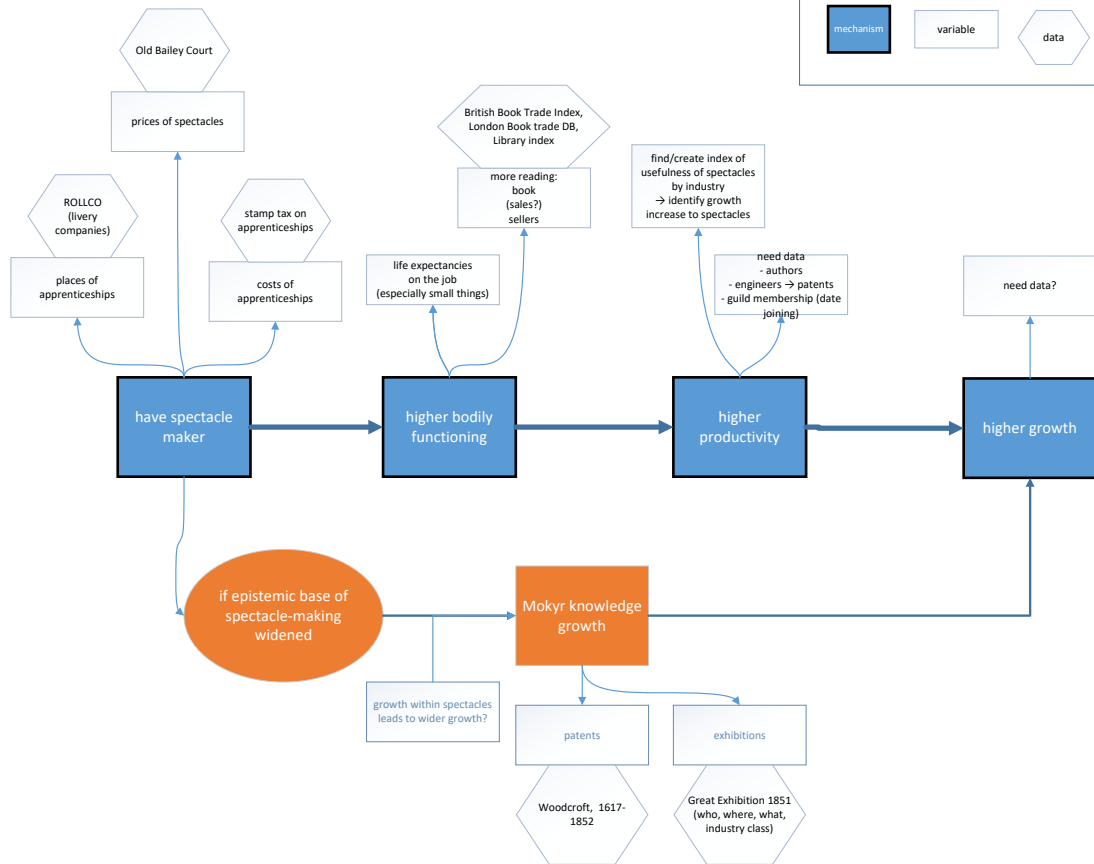 mechanism
variable
data
Old Bailey Court
prices of spectacles
British Book Trade Index,
London Book trade DB,
Library index
more reading:
book
(sales?)
sellers
find/create index of
usefulness of spectacles
by industry
→ identify growth
increase to spectacles
ROLLCO
(livery
companies)
places of
apprenticeships
stamp tax on
apprenticeships
costs of
apprenticeships
life expectancies
on the job
(especially small things)
need data
- authors
- engineers → patents
- guild membership (date
joining)
need data?
have spectacle
maker
higher bodily
functioning
higher
productivity
higher growth
if epistemic base of
spectacle-making
widened
Mokyr knowledge
growth
growth within spectacles
leads to wider growth?
patents
exhibitions
Woodcroft, 1617-
1852
Great Exhibition 1851
(who, where, what,
industry class)